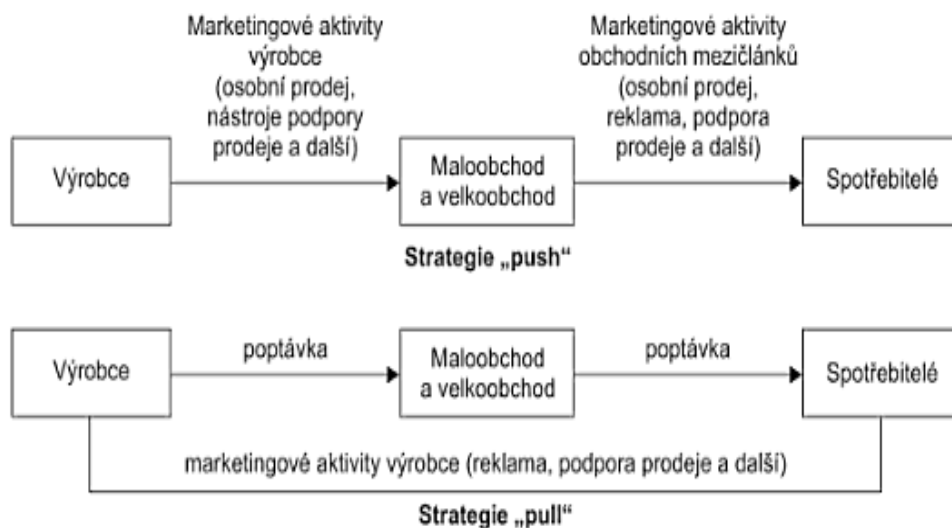 Marketingové aktivity
výrobce
(osobní prodej,
nástroje podpory
prodeje a další)
Marketingové aktivity
obchodních mezičlánků
(osobní prodej,
reklama, podpora
prodeje a další)
Výrobce
Maloobchod
a velkoobchod
Spotřebitelé
Strategie „push“
Výrobce
poptávka
Maloobchod
a velkoobchod
poptávka
Spotřebitelé
marketingové aktivity výrobce (reklama, podpora prodeje a další)
Strategie „pull“